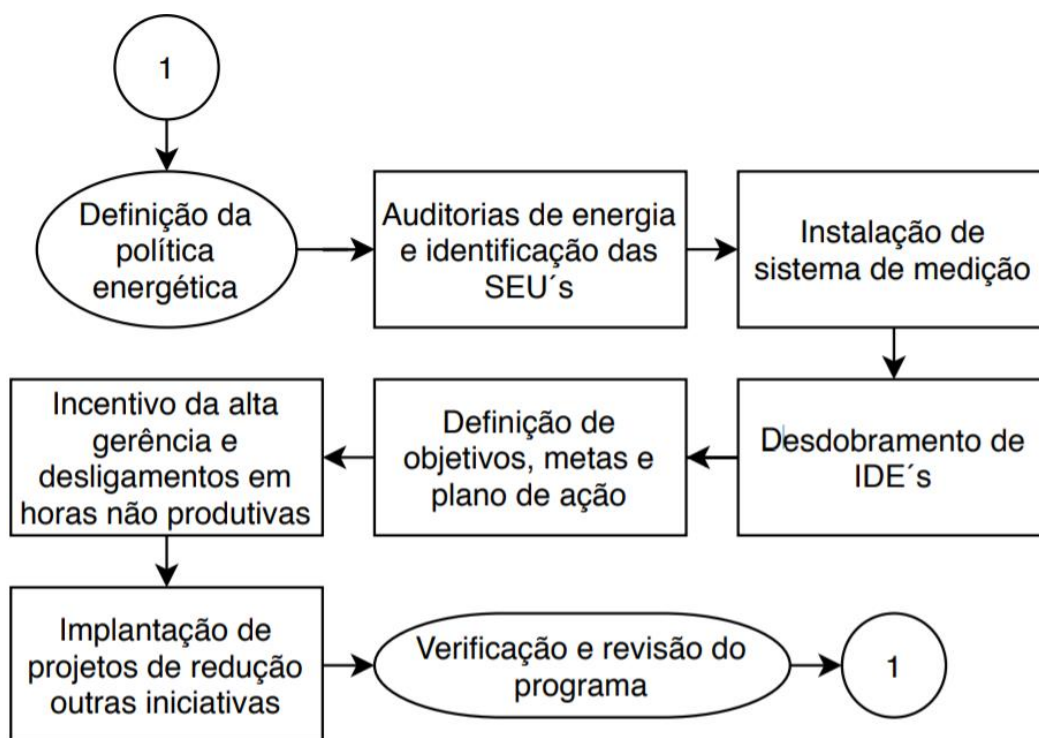 1
Definição da
política
energética
Auditorias de energia
e identificação das
SEU´s
Instalação de
sistema de medição
Desdobramento de
IDE´s
Definição de
objetivos, metas e
plano de ação
Incentivo da alta
gerência e
desligamentos em
horas não produtivas
Implantação de
projetos de redução
outras iniciativas
Verificação e revisão do
programa
1